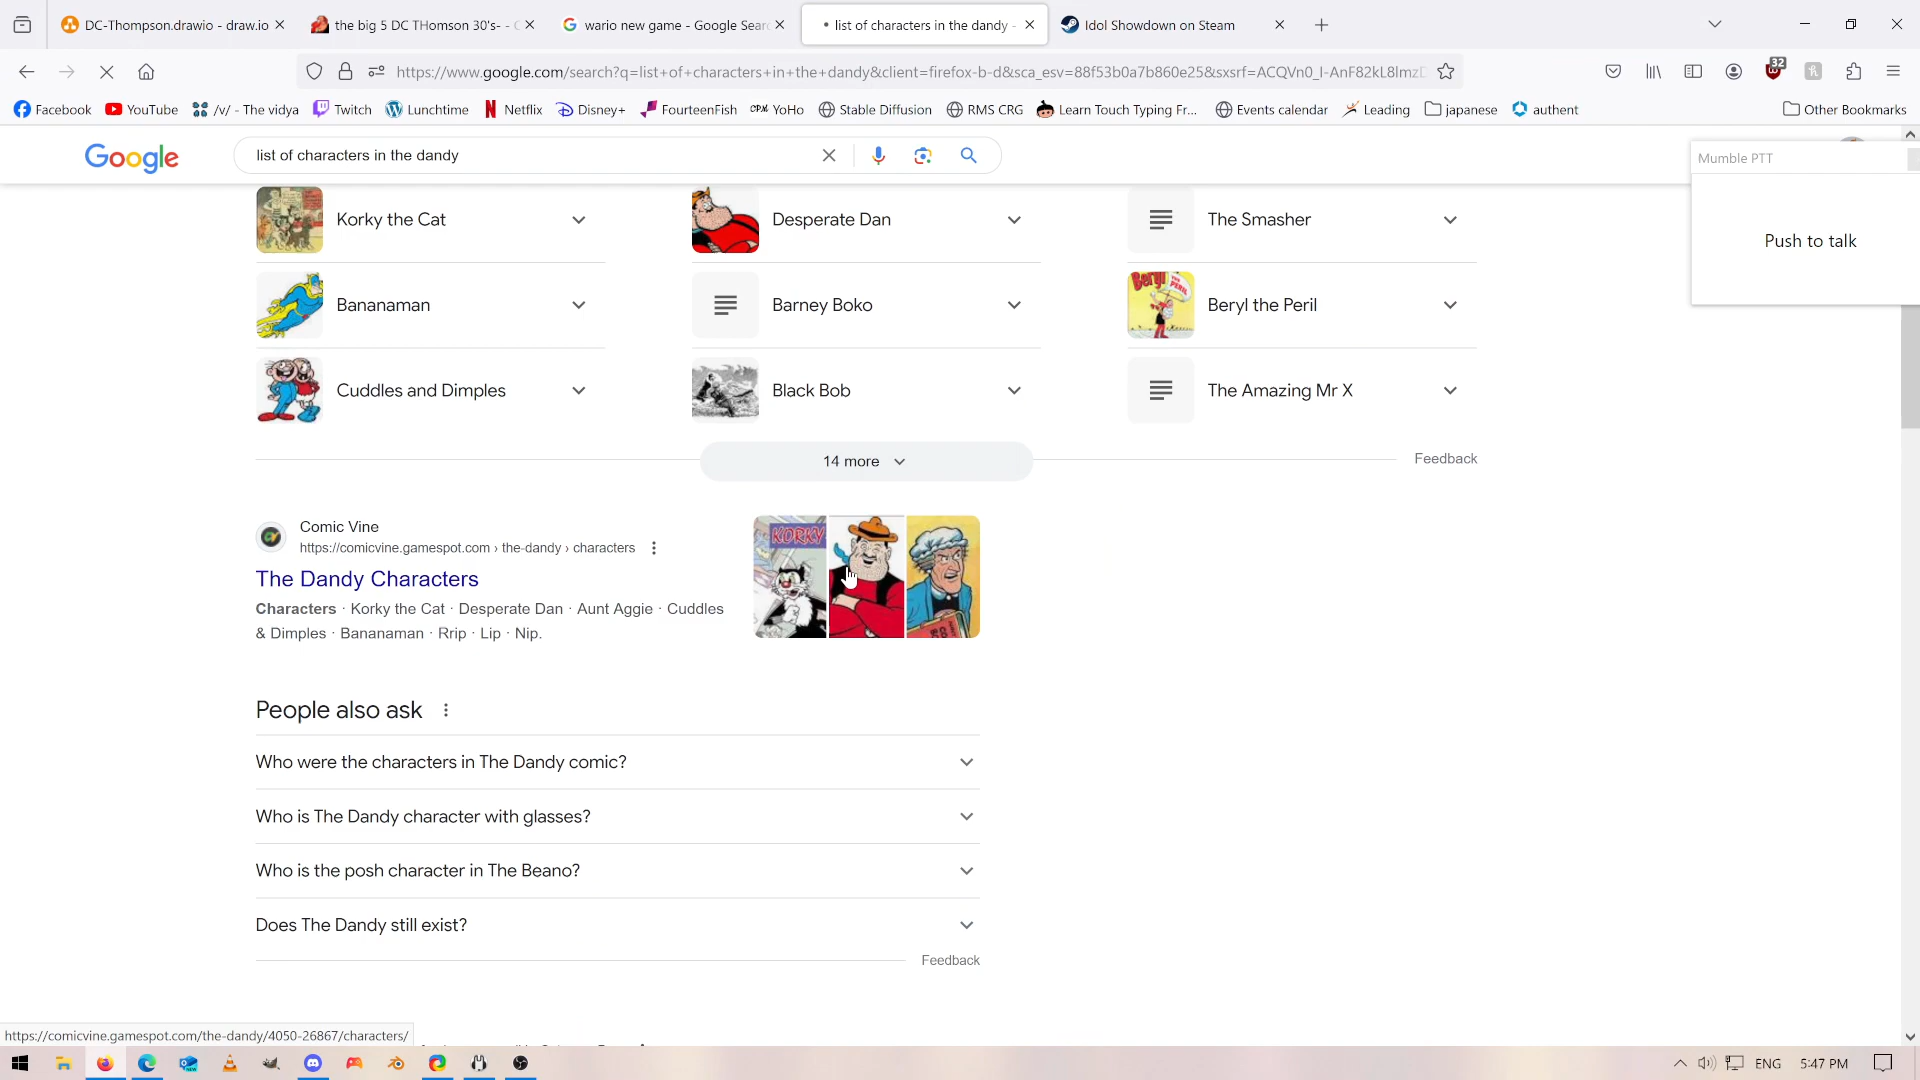 DC-Thompson.drawio - draw.io
the big 5 DC THomson 30's- -
wario new game - Google Sear
list of characters in the dandy -
Idol Showdown on Steam
https://www.google.com/search?q=list+of+characters+in+the+dandy&client=firefox-b-d&sca_esv=88f53b0a7b860e25&sxsrf=ACQVn0_I-AnF82kL8lmzD
32
Facebook
YouTube
/v/ - The vidya
Twitch
Lunchtime
Netflix
Disney+
FourteenFish
YoHo
Stable Diffusion
RMS CRG
Learn Touch Typing Fr...
Events calendar
Leading
japanese
authent
Other Bookmarks
Google
list of characters in the dandy
Mumble PTT
Push to talk
Korky the Cat
Desperate Dan
The Smasher
Bananaman
Barney Boko
Beryl the Peril
Cuddles and Dimples
Black Bob
The Amazing Mr X
14 more
Feedback
Comic Vine
https://comicvine.gamespot.com › the-dandy › characters
The Dandy Characters
Characters · Korky the Cat · Desperate Dan · Aunt Aggie · Cuddles
& Dimples · Bananaman · Rrip · Lip · Nip.
KORKY
People also ask
Who were the characters in The Dandy comic?
Who is The Dandy character with glasses?
Who is the posh character in The Beano?
Does The Dandy still exist?
Feedback
https://comicvine.gamespot.com/the-dandy/4050-26867/characters/
ENG
5:47 PM